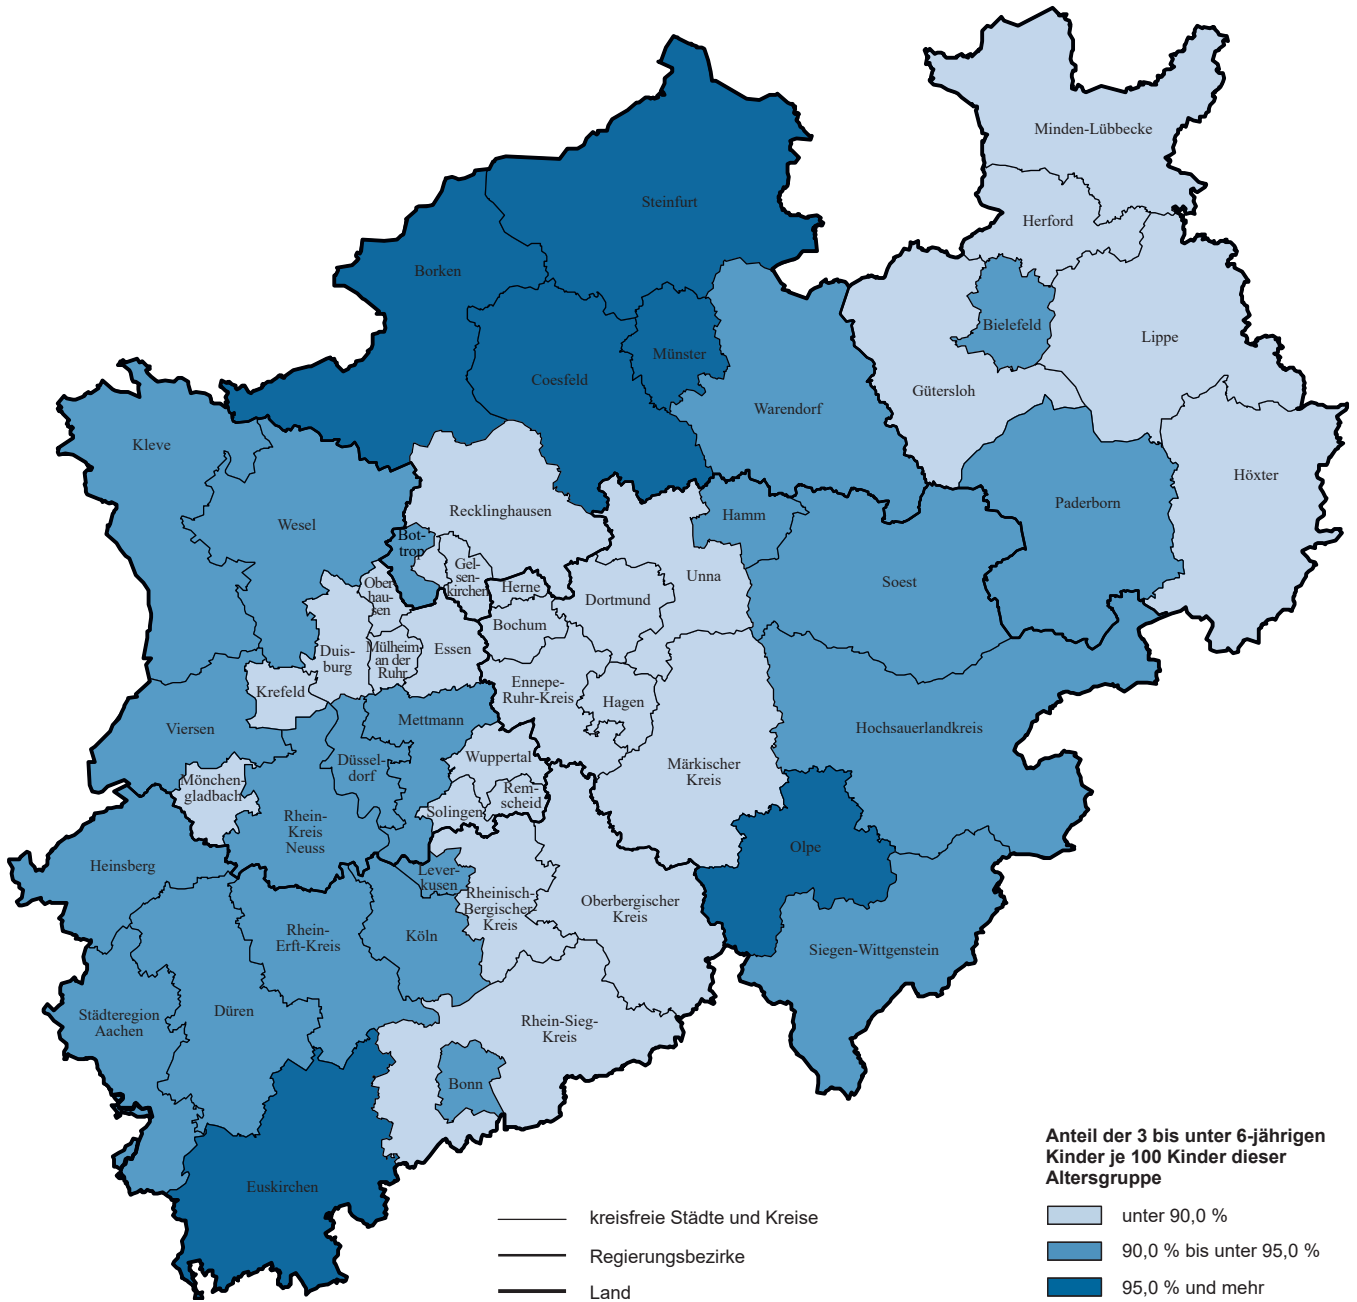 Minden-Lübbecke
Steinfurt
Herford
Borken
Bielefeld
Lippe
Münster
Coesfeld
Gütersloh
Warendorf
Kleve
Höxter
Paderborn
Recklinghausen
Hamm
Wesel
Bot-
trop
Gel-
sen-
kirchen
Unna
Soest
Ober
hau-
sen
Herne
Dortmund
Bochum
Duis-
burg
Mülheim
an der
Ruhr
Essen
Krefeld
Ennepe-
Ruhr-Kreis
Hagen
Viersen
Mettmann
Hochsauerlandkreis
Düssel-
dorf
Wuppertal
Märkischer
Kreis
Mönchen-
gladbach
Rem-
scheid
Solingen
Rhein-
Kreis
Neuss
Olpe
Heinsberg
Lever-
kusen
Rheinisch-
Bergischer
Kreis
Oberbergischer
Kreis
Rhein-
Erft-Kreis
Köln
Siegen-Wittgenstein
Städteregion
Aachen
Düren
Rhein-Sieg-
Kreis
Bonn
Euskirchen
kreisfreie Städte und Kreise
Regierungsbezirke
Land
Anteil der 3 bis unter 6-jährigen
Kinder je 100 Kinder dieser
Altersgruppe
unter 90,0 %
90,0 % bis unter 95,0 %
95,0 % und mehr